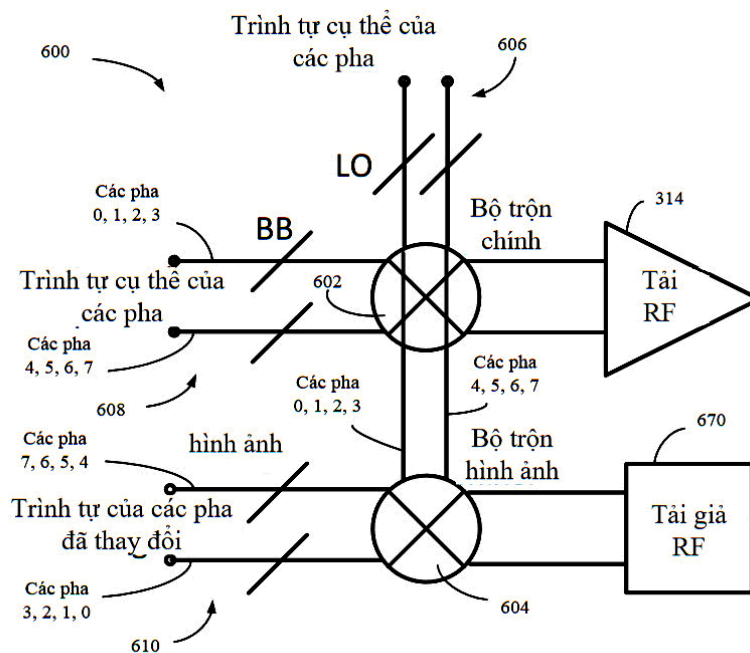 Trình tự cụ thể của
các pha
600
606
LO
Các pha
0, 1, 2, 3
BB
Bộ trộn
chính
314
Trình tự cụ thể của
các pha
602
Tải
RF
Các pha
4, 5, 6, 7
608
Các pha
0, 1, 2, 3
Các pha
4, 5, 6, 7
hình ảnh
Các pha
7, 6, 5, 4
Bộ trộn
hình ảnh
670
Trình tự của các pha
đã thay đổi
Tải giả
RF
Các pha
3, 2, 1, 0
604
610